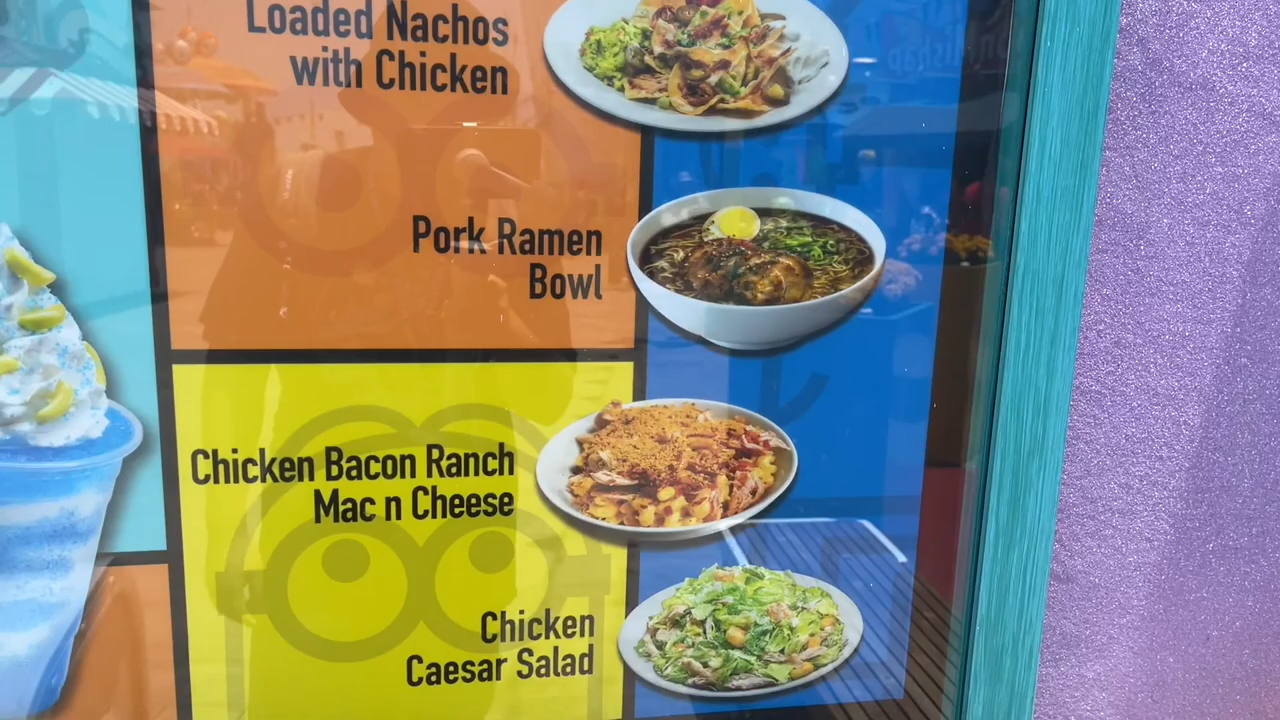 Loaded Nachos
with Chicken
Pork Ramen
Bowl
Chicken Bacon Ranch
Mac n Cheese
Chicken
Caesar Salad